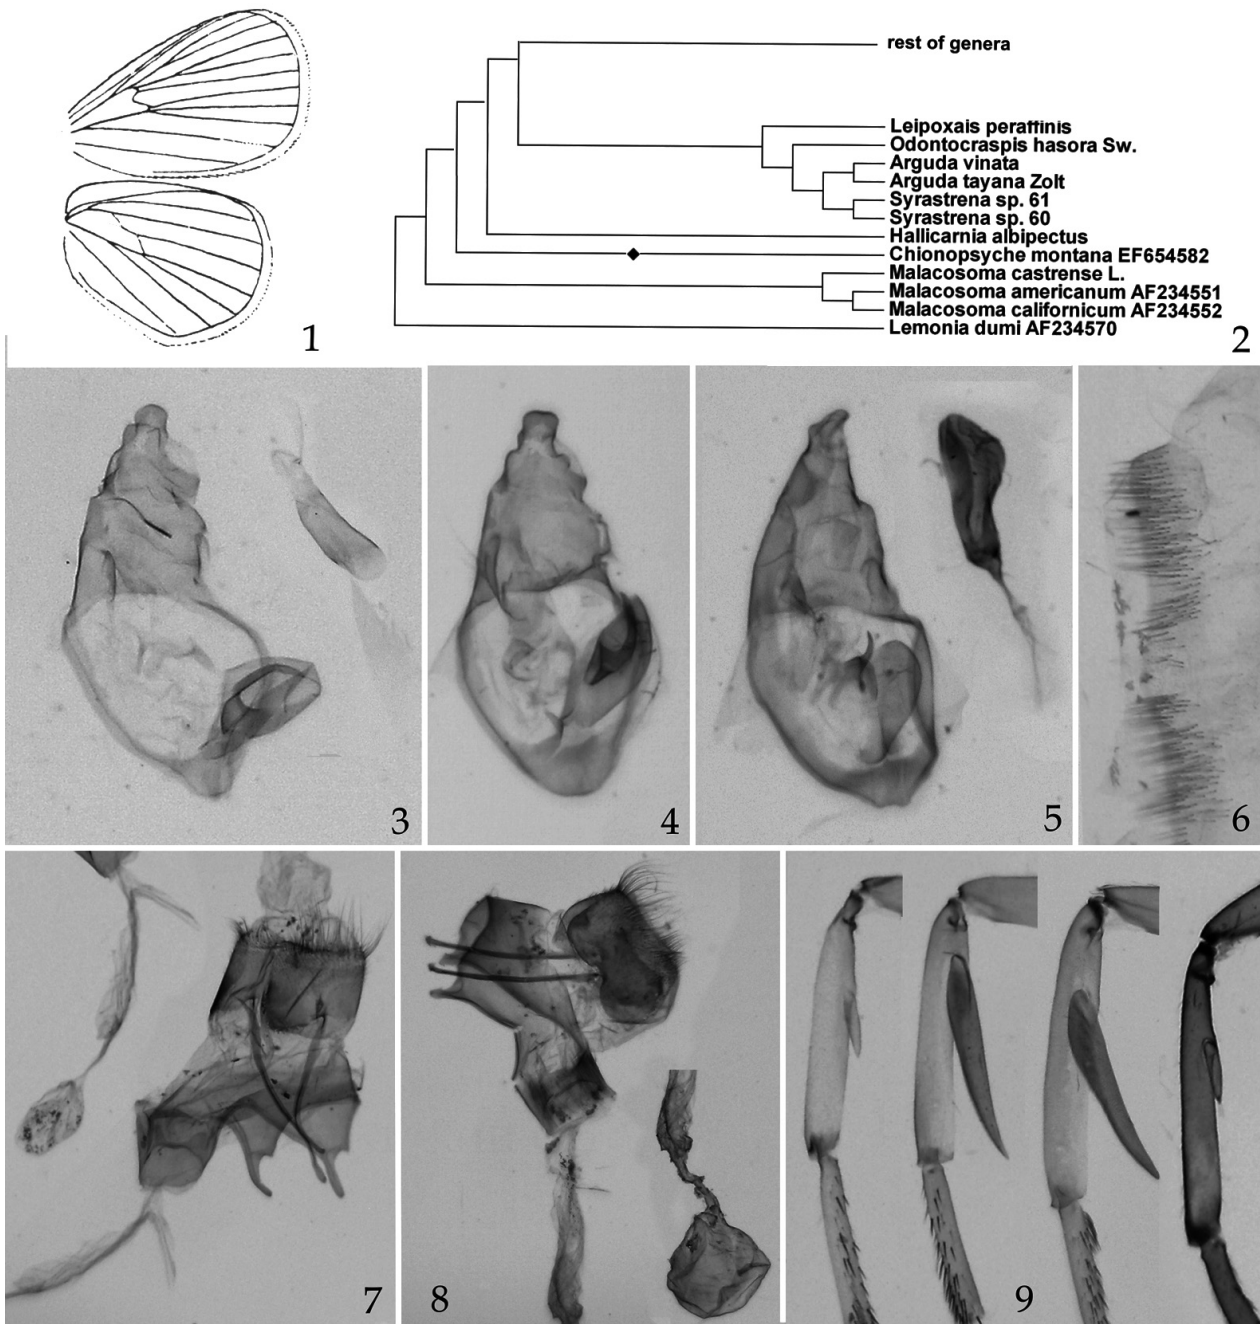 rest of genera
Leipoxais peraffinis
Odontocraspis hasora Sw.
Arguda vinata
Arguda tayana Zolt
Syrastrena sp. 61
Syrastrena sp. 60
Hallicarnia albipectus
Chionopsyche montana EF654582
Malacosoma castrense L.
Malacosoma americanum AF234551
Malacosoma californicum AF234552
Lemonia dumi AF234570
1
2
3
4
5
6
7
8
9